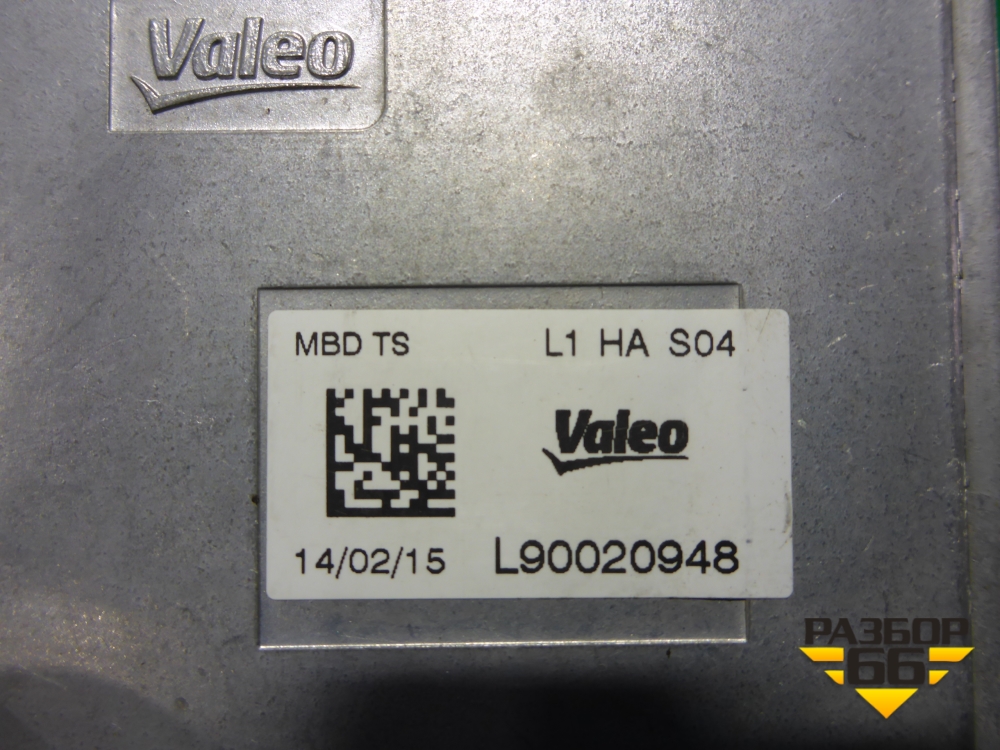 Valeo
MBD TS L1 HA S04
Valeo
14/02/15 L90020948
РАЗБОР
66